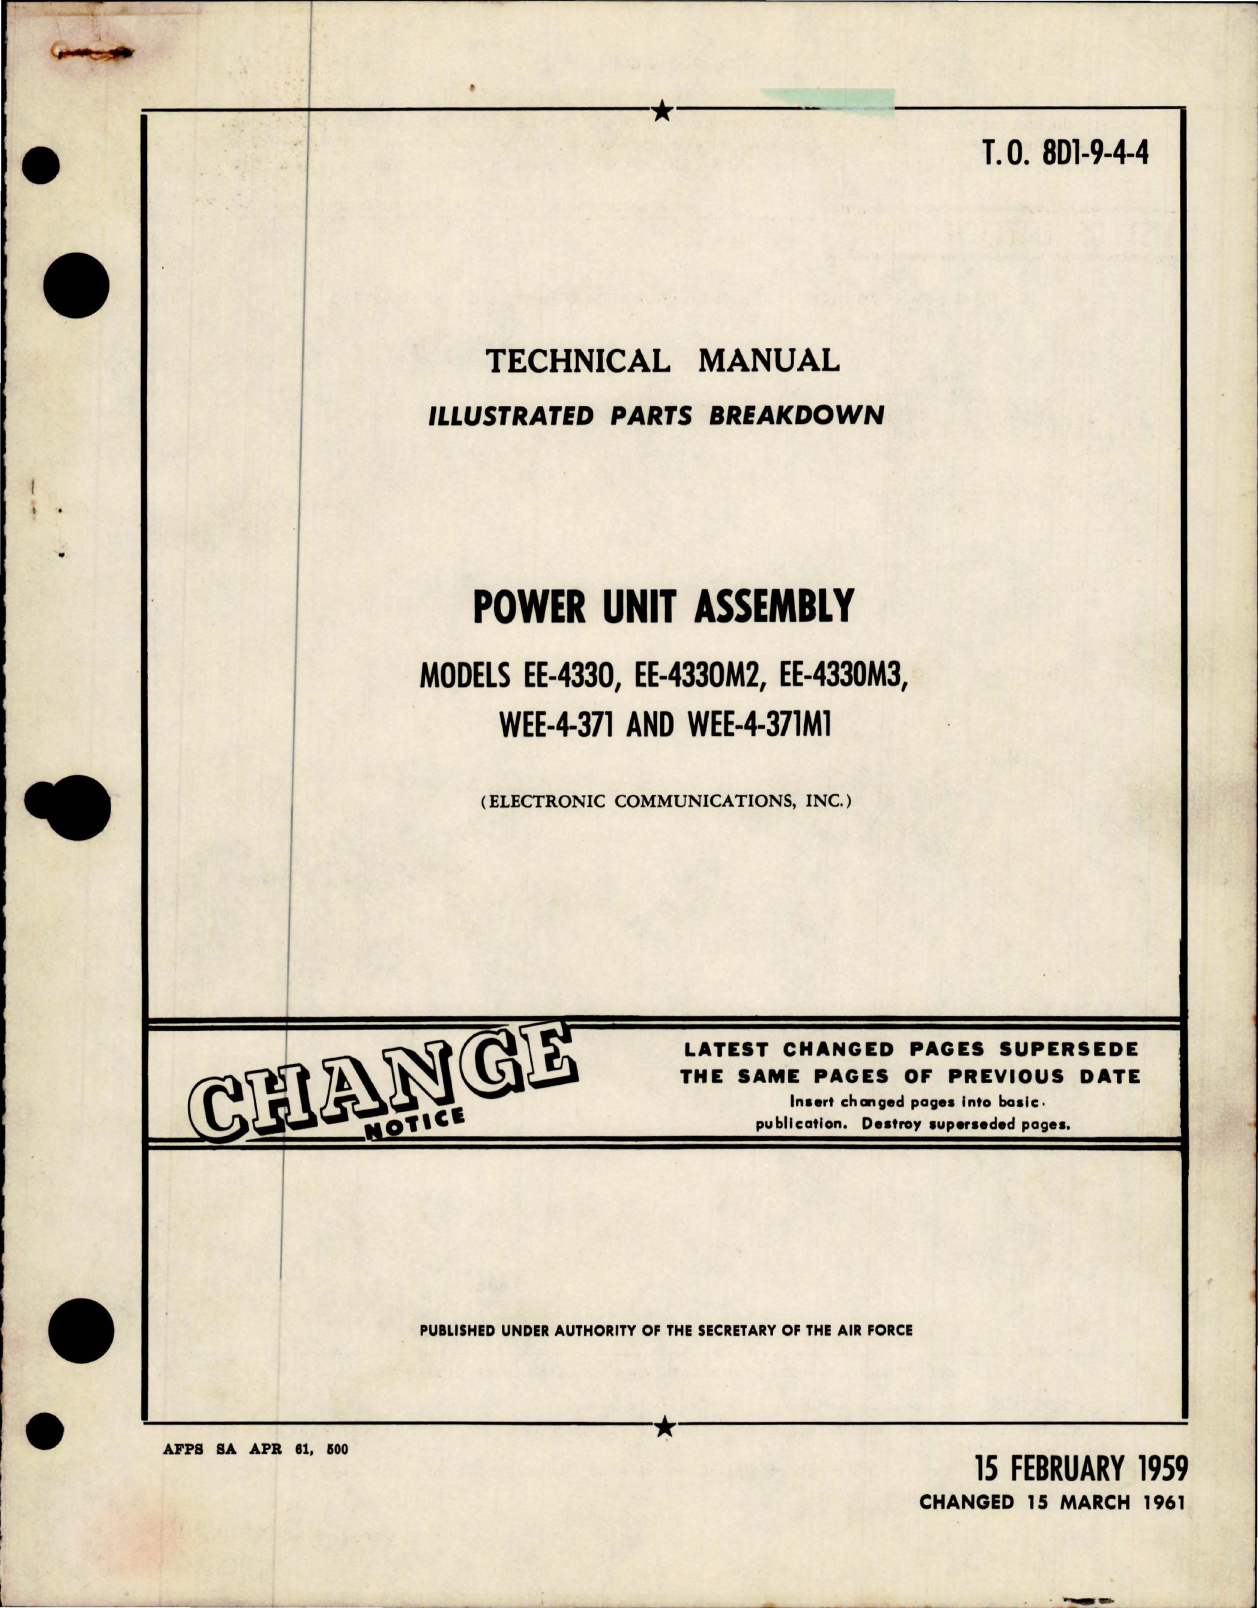 T.O. 8D1-9-4-4
TECHNICAL MANUAL
ILLUSTRATED PARTS BREAKDOWN
POWER UNIT ASSEMBLY
MODELS EE-4330, EE-4330M2, EE-4330M3,
WEE-4-371 AND WEE-4-371M1
(ELECTRONIC COMMUNICATIONS, INC.)
CHANGE
NOTICE
LATEST CHANGED PAGES SUPERSEDE
THE SAME PAGES OF PREVIOUS DATE
Insert changed pages into basic.
publication. Destroy superseded pages.
PUBLISHED UNDER AUTHORITY OF THE SECRETARY OF THE AIR FORCE
AFPS SA APR 61, 500
15 FEBRUARY 1959
CHANGED 15 MARCH 1961